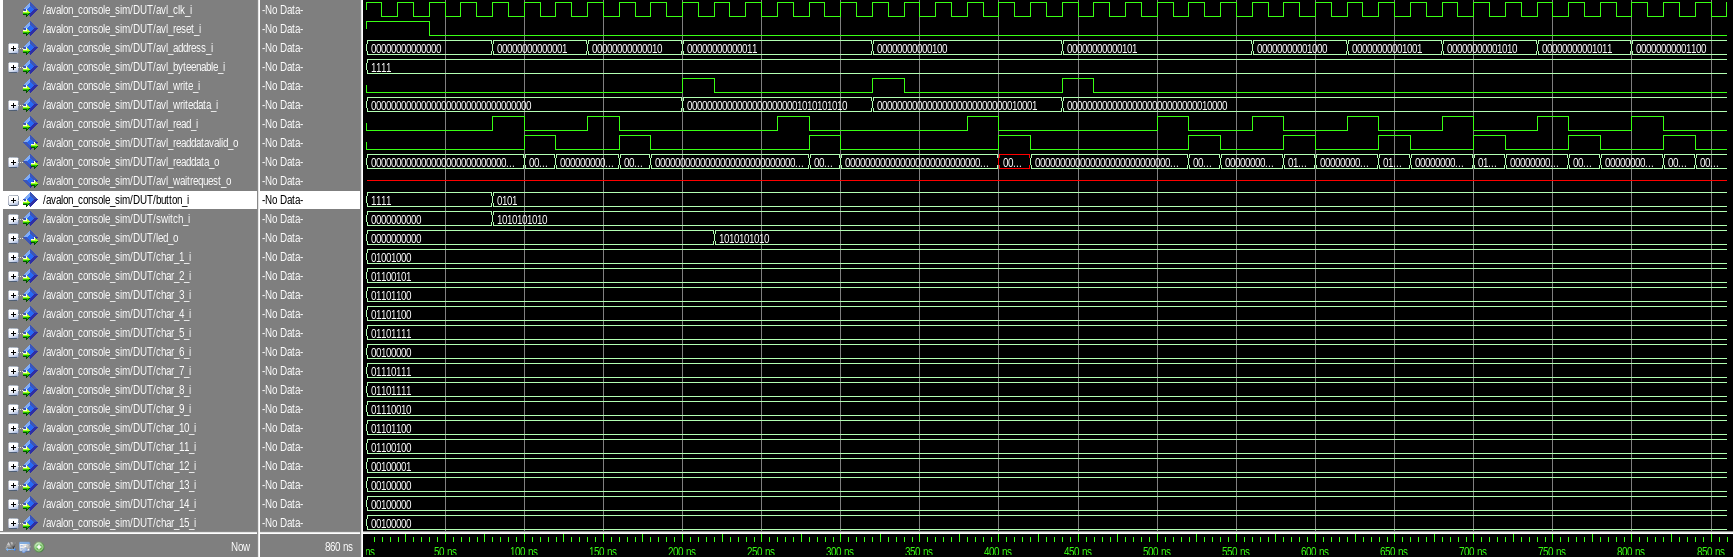 /avalon_console_sim/DUT/avl_clk_i -No Data-
/avalon_console_sim/DUT/avl_reset_i -No Data-
/avalon_console_sim/DUT/avl_address_i -No Data- 00000000000000 00000000000001 00000000000010 00000000000011 00000000000100 00000000000101 00000000001000 00000000001001 00000000001010 00000000001011 00000000001100
/avalon_console_sim/DUT/avl_byteenable_i -No Data- 1111
/avalon_console_sim/DUT/avl_write_i -No Data-
/avalon_console_sim/DUT/avl_writedata_i -No Data- 00000000000000000000000000000000 00000000000000000000001010101010 00000000000000000000000000010001 00000000000000000000000000010000
/avalon_console_sim/DUT/avl_read_i -No Data-
/avalon_console_sim/DUT/avl_readdatavalid_o -No Data-
/avalon_console_sim/DUT/avl_readdata_o -No Data- 00... 000000000... 00... 00... 00... 00... 00000000... 01... 00000000... 01... 00000000... 01... 00000000... 00... 00000000... 00... 00...
/avalon_console_sim/DUT/avl_waitrequest_o -No Data-
/avalon_console_sim/DUT/button_i -No Data- 1111 0101
/avalon_console_sim/DUT/switch_i -No Data- 0000000000 1010101010
/avalon_console_sim/DUT/led_o -No Data- 0000000000 1010101010
/avalon_console_sim/DUT/char_1_i -No Data- 01001000
/avalon_console_sim/DUT/char_2_i -No Data- 01100101
/avalon_console_sim/DUT/char_3_i -No Data- 01101100
/avalon_console_sim/DUT/char_4_i -No Data- 01101100
/avalon_console_sim/DUT/char_5_i -No Data- 01101111
/avalon_console_sim/DUT/char_6_i -No Data- 00100000
/avalon_console_sim/DUT/char_7_i -No Data- 01110111
/avalon_console_sim/DUT/char_8_i -No Data- 01101111
/avalon_console_sim/DUT/char_9_i -No Data- 01110010
/avalon_console_sim/DUT/char_10_i -No Data- 01101100
/avalon_console_sim/DUT/char_11_i -No Data- 01100100
/avalon_console_sim/DUT/char_12_i -No Data- 00100001
/avalon_console_sim/DUT/char_13_i -No Data- 00100000
/avalon_console_sim/DUT/char_14_i -No Data- 00100000
/avalon_console_sim/DUT/char_15_i -No Data- 00100000
Now 860 ns ns 50 ns 100 ns 150 ns 200 ns 250 ns 300 ns 350 ns 400 ns 450 ns 500 ns 550 ns 600 ns 650 ns 700 ns 750 ns 800 ns 850 ns